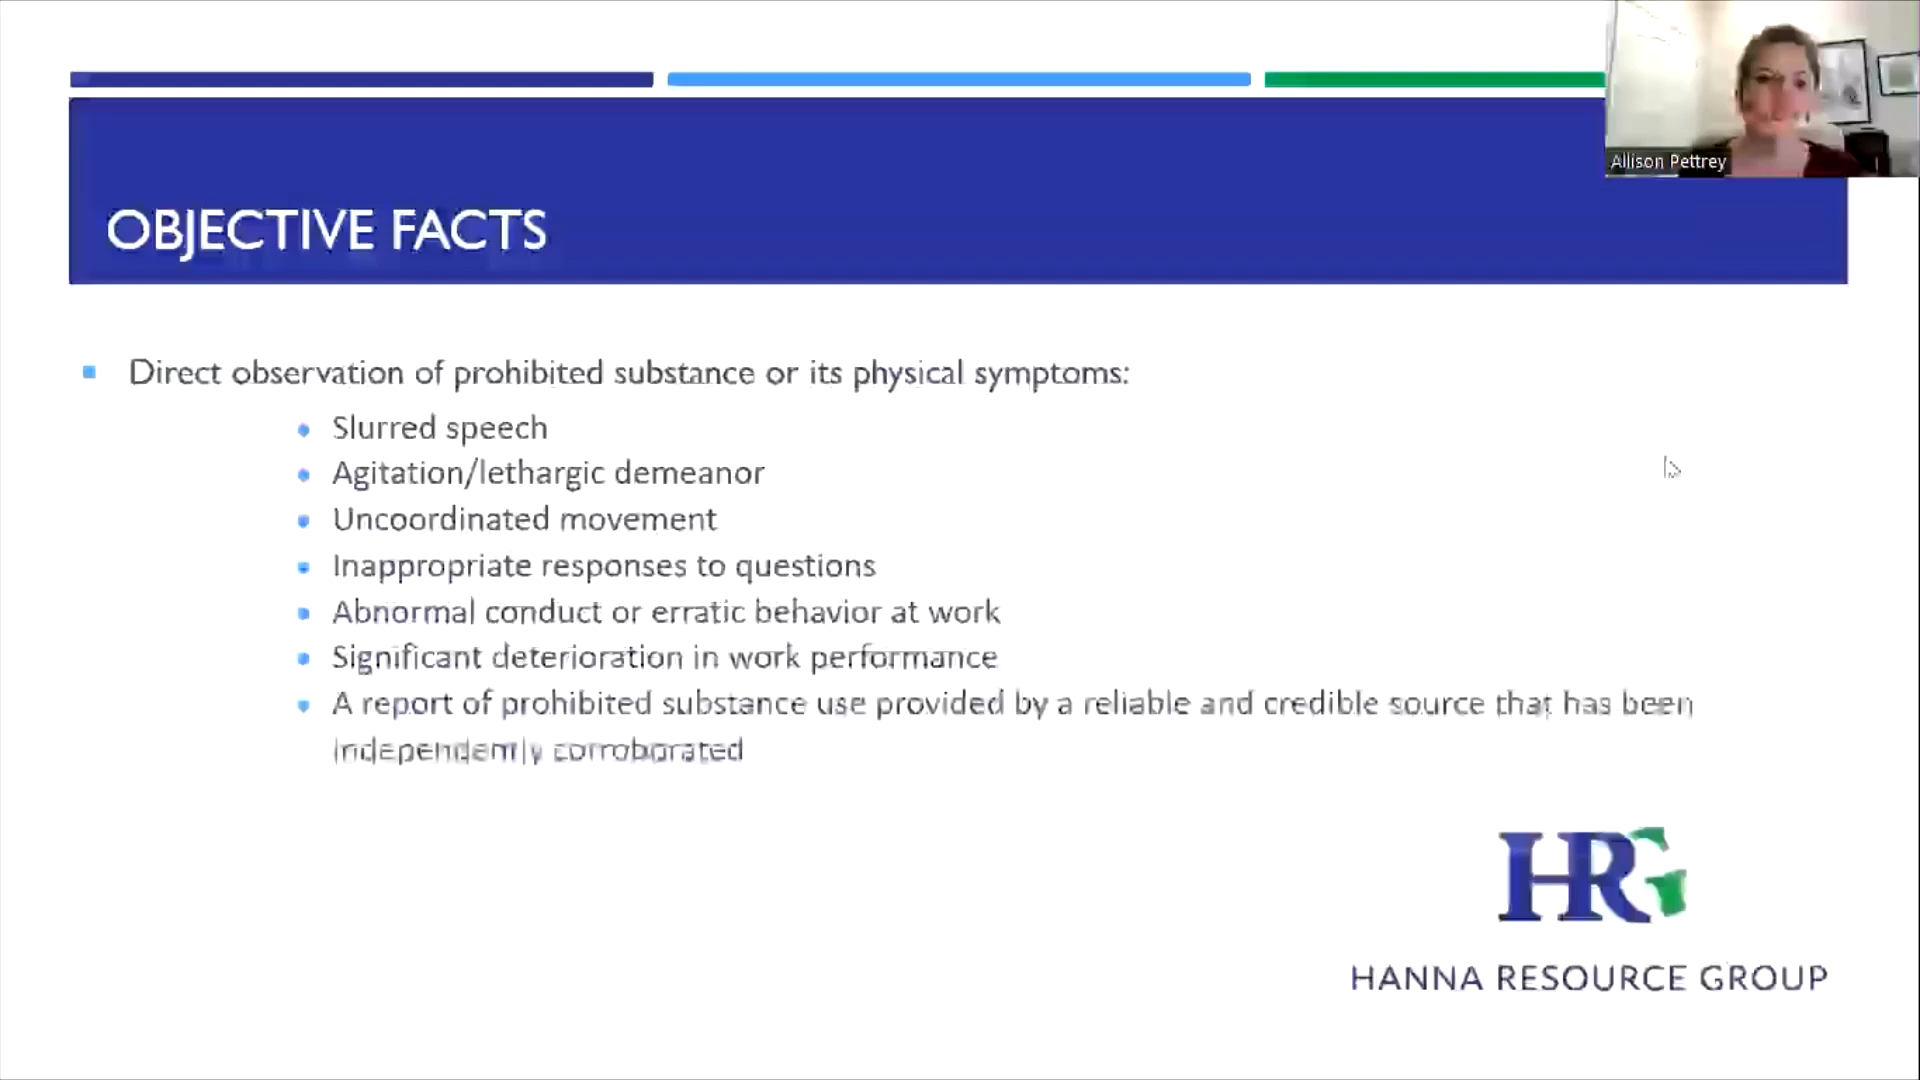 Allison Pettrey
OBJECTIVE FACTS
Direct observation of prohibited substance or its physical symptoms:
Slurred speech
Agitation/lethargic demeanor
Uncoordinated movement
Inappropriate responses to questions
Abnormal conduct or erratic behavior at work
Significant deterioration in work performance
A report of prohibited substance use provided by a reliable and credible source that has been
independently corroborated
HRG
HANNA RESOURCE GROUP